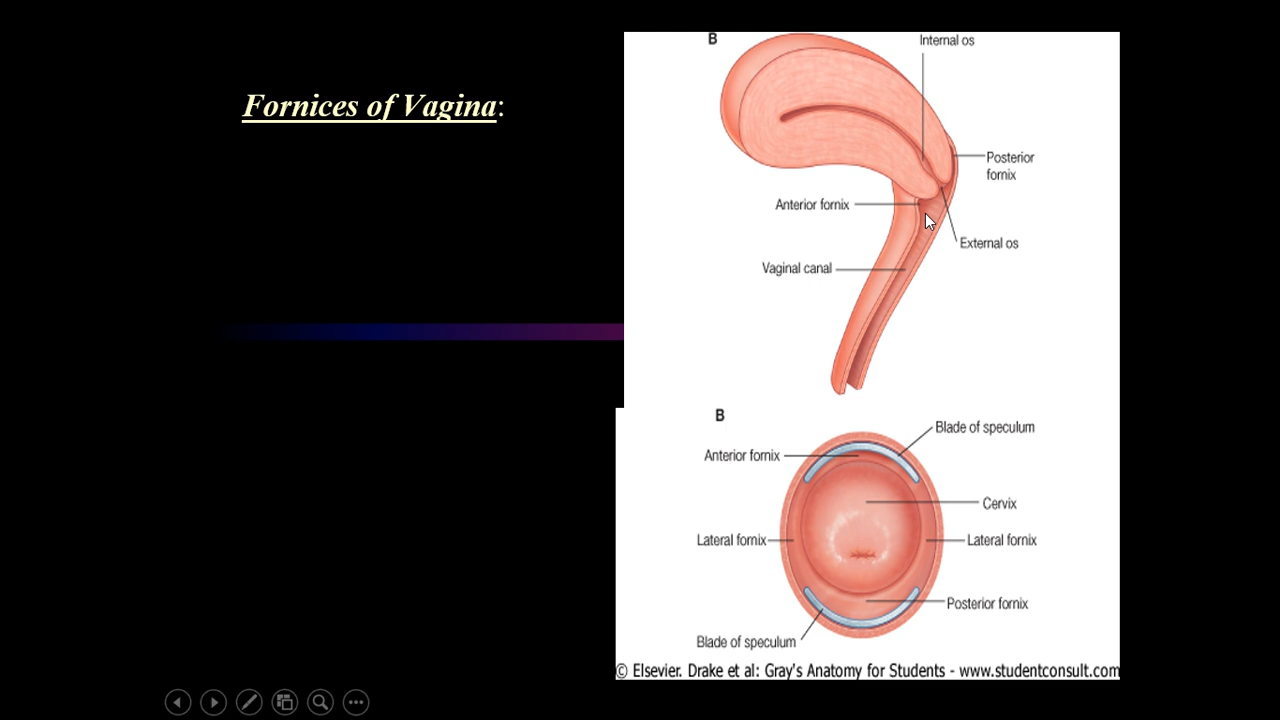 Fornices of Vagina:
B
Internal os
Posterior
fornix
Anterior fornix
External os
Vaginal canal
B
Blade of speculum
Anterior fornix
Cervix
Lateral fornix
Lateral fornix
Posterior fornix
Blade of speculum
© Elsevier. Drake et al: Gray's Anatomy for Students - www.studentconsult.com